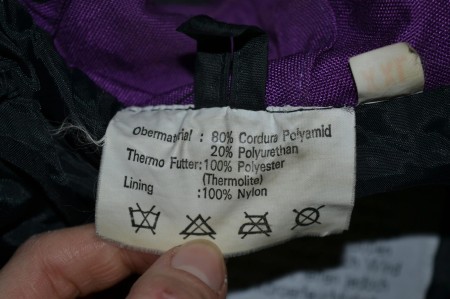 Obermaterial : 80% Cordura Polyamid
20% Polyurethan
Thermo Futter: 100% Polyester
(Thermolite)
Lining :100% Nylon